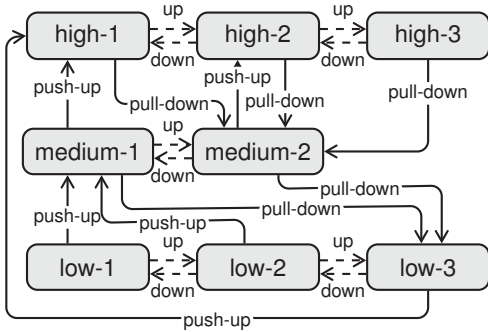 up
up
high-1
high-2
high-3
down
down
push-up
push-up
pull-down
pull-down
pull-down
up
medium-1
medium-2
down
pull-down
pull-down
push-up
push-up
up
up
low-1
low-2
low-3
down
down
push-up